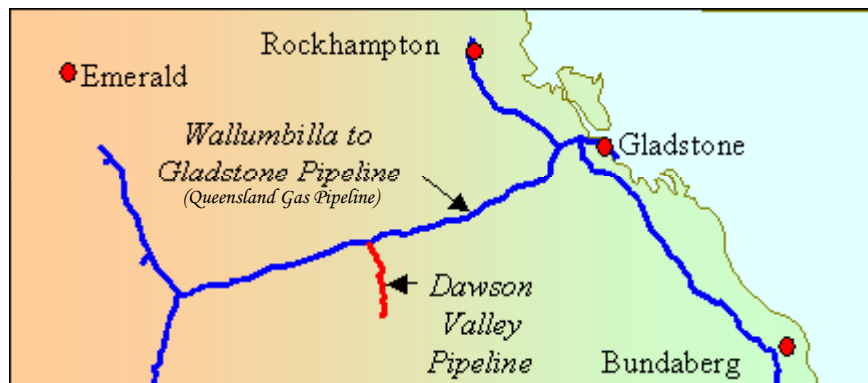 Rockhampton
Emerald
Wallumbilla to
Gladstone Pipeline
(Queensland Gas Pipeline)
Gladstone
Dawson
Valley
Pipeline
Bundaberg